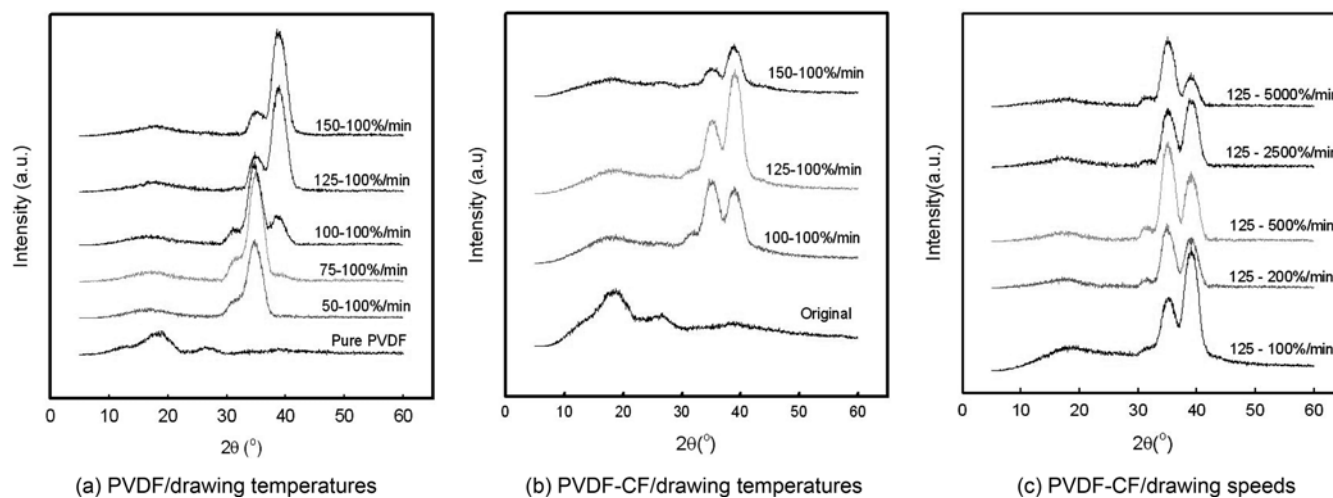 Intensity (a.u.)
150-100%/min
125-100%/min
100-100%/min
75-100%/min
50-100%/min
Pure PVDF
0 10 20 30 40 50 60
2θ (°)
(a) PVDF/drawing temperatures
Intensity (a.u)
150-100%/min
125-100%/min
100-100%/min
Original
0 10 20 30 40 50 60
2θ(°)
(b) PVDF-CF/drawing temperatures
Intensity(a.u.)
125 - 5000%/min
125 - 2500%/min
125 - 500%/min
125 - 200%/min
125 - 100%/min
0 10 20 30 40 50 60
2θ(°)
(c) PVDF-CF/drawing speeds